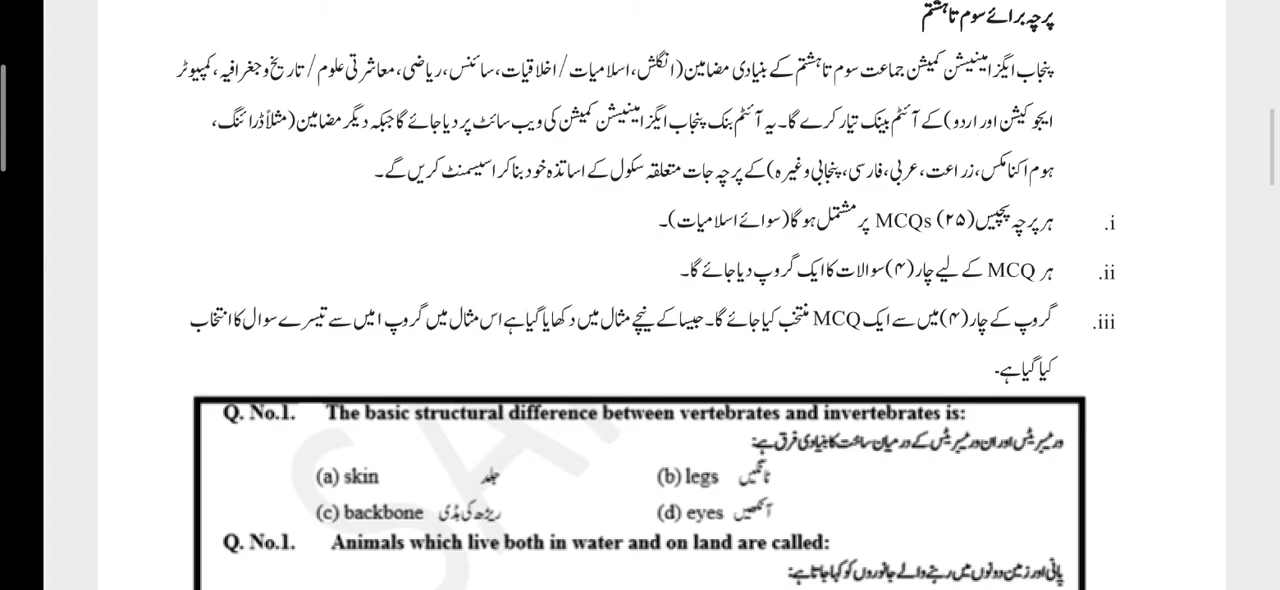 پرچہ برائے سوم تا ہشتم
پنجاب ایگزامینیشن کمیشن جماعت سوم تا ہشتم کے بنیادی مضامین (انگلش، اسلامیات / اخلاقیات، سائنس، ریاضی، معاشرتی علوم / تاریخ و جغرافیہ، کمپیوٹر
ایجوکیشن اور اردو) کے آئٹم بینک تیار کرے گا۔ یہ آئٹم بنک پنجاب ایگزامینیشن کمیشن کی ویب سائٹ پر دیا جائے گا جبکہ دیگر مضامین (مثلاً ڈرائنگ،
ہوم اکنامکس، زراعت، عربی، فارسی، پنجابی وغیرہ) کے پرچہ جات متعلقہ سکول کے اساتذہ خود بنا کر اسیسمنٹ کریں گے۔
i. ہر پرچہ پچیس (۲۵) MCQs پر مشتمل ہو گا (سوائے اسلامیات)۔
ii. ہر MCQ کے لیے چار (۴) سوالات کا ایک گروپ دیا جائے گا۔
iii. گروپ کے چار (۴) میں سے ایک MCQ منتخب کیا جائے گا۔ جیسا کے نیچے مثال میں دکھایا گیا ہے اس مثال میں گروپ ۱ میں سے تیسرے سوال کا انتخاب
کیا گیا ہے۔
Q. No.1. The basic structural difference between vertebrates and invertebrates is:
ورٹیبریٹس اور ان ورٹیبریٹس کے درمیان ساخت کا بنیادی فرق ہے:
(a) skin جلد (b) legs ٹانگیں
(c) backbone ریڑھ کی ہڈی (d) eyes آنکھیں
Q. No.1. Animals which live both in water and on land are called:
پانی اور زمین دونوں میں رہنے والے جانوروں کو کہا جاتا ہے: